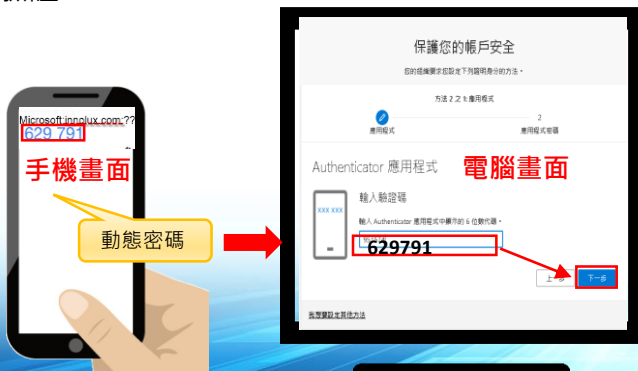 Microsoft:innolux.com:??
629 791
手機畫面
動態密碼
保護您的帳戶安全
您的組織要求您設定下列證明身分的方法。
方法 2 之 1: 應用程式
應用程式
2
應用程式密碼
Authenticator 應用程式
電腦畫面
XXX XXX
輸入驗證碼
輸入 Authenticator 應用程式中顯示的 6 位數代碼。
629791
上一步
下一步
我想要設定其他方法